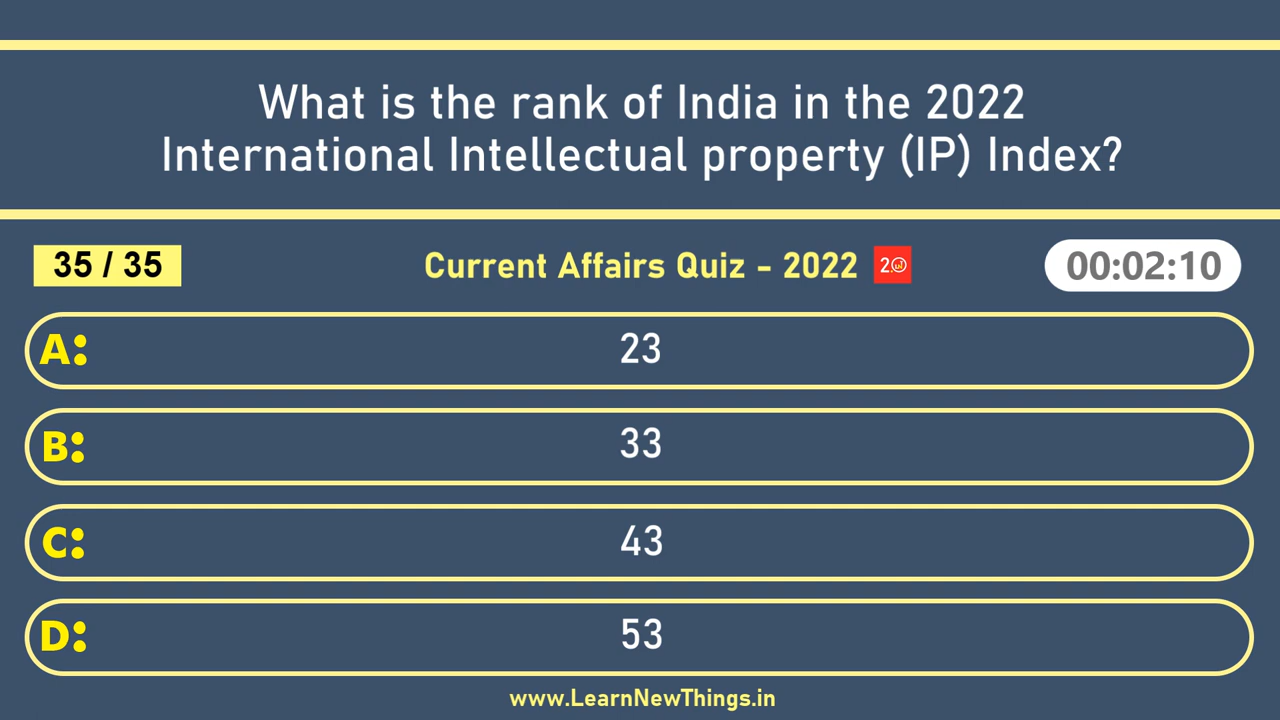 What is the rank of India in the 2022
International Intellectual property (IP) Index?
35 / 35
Current Affairs Quiz - 2022
00:02:10
A: 23
B: 33
C: 43
D: 53
www.LearnNewThings.in